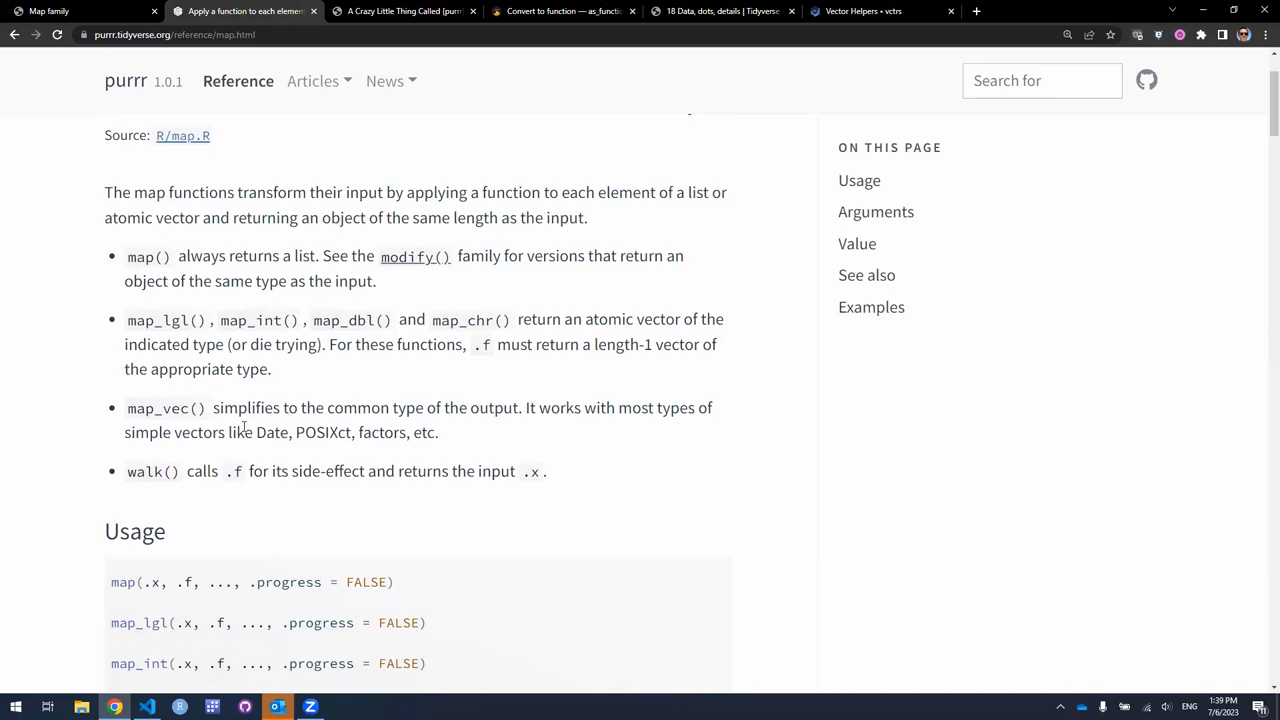 Map family
Apply a function to each elem
A Crazy Little Thing Called {purrr
Convert to function — as_functio
18 Data, dots, details | Tidyverse
Vector Helpers • vctrs
purrr.tidyverse.org/reference/map.html
purrr 1.0.1 Reference Articles News Search for
Source: R/map.R
The map functions transform their input by applying a function to each element of a list or
atomic vector and returning an object of the same length as the input.
• map() always returns a list. See the modify() family for versions that return an
object of the same type as the input.
• map_lgl() , map_int() , map_dbl() and map_chr() return an atomic vector of the
indicated type (or die trying). For these functions, .f must return a length-1 vector of
the appropriate type.
• map_vec() simplifies to the common type of the output. It works with most types of
simple vectors like Date, POSIXct, factors, etc.
• walk() calls .f for its side-effect and returns the input .x .
Usage
map(.x, .f, ..., .progress = FALSE)
map_lgl(.x, .f, ..., .progress = FALSE)
map_int(.x, .f, ..., .progress = FALSE)
ON THIS PAGE
Usage
Arguments
Value
See also
Examples
1:39 PM
7/6/2023